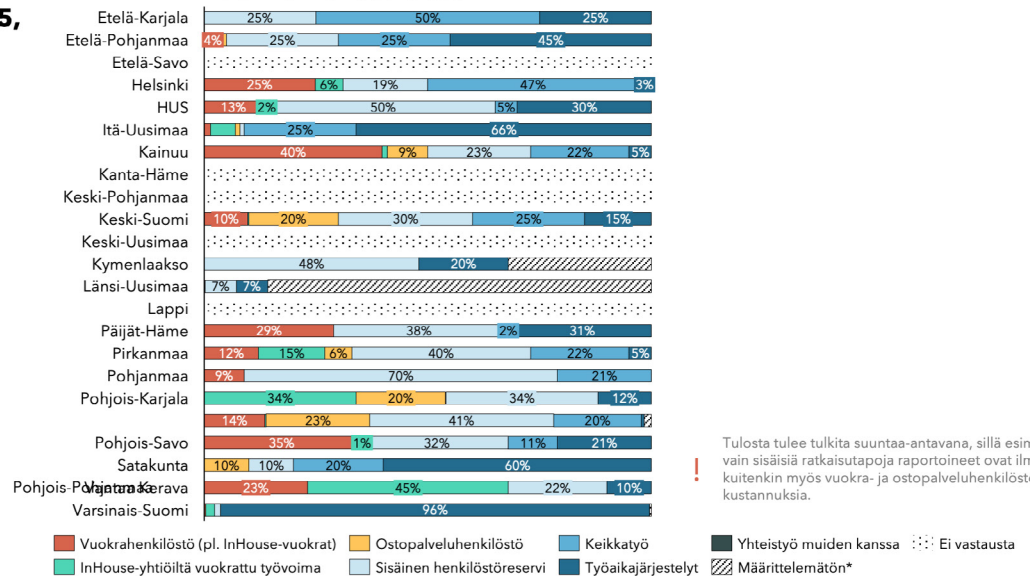 5,
Etelä-Karjala 25% 50% 25%
Etelä-Pohjanmaa 4% 25% 25% 45%
Etelä-Savo
Helsinki 25% 6% 19% 47% 3%
HUS 13% 2% 50% 5% 30%
Itä-Uusimaa 25% 66%
Kainuu 40% 9% 23% 22% 5%
Kanta-Häme
Keski-Pohjanmaa
Keski-Suomi 10% 20% 30% 25% 15%
Keski-Uusimaa
Kymenlaakso 48% 20%
Länsi-Uusimaa 7% 7%
Lappi
Päijät-Häme 29% 38% 2% 31%
Pirkanmaa 12% 15% 6% 40% 22% 5%
Pohjanmaa 9% 70% 21%
Pohjois-Karjala 34% 20% 34% 12%
14% 23% 41% 20%
Pohjois-Savo 35% 1% 32% 11% 21%
Satakunta 10% 10% 20% 60%
Pohjois-Pohjanmaa Vantaa Kerava 23% 45% 22% 10%
Varsinais-Suomi 96%
! Tulosta tulee tulkita suuntaa-antavana, sillä esim
vain sisäisiä ratkaisutapoja raportoineet ovat ilm
kuitenkin myös vuokra- ja ostopalveluhenkilöstö
kustannuksia.
Vuokrahenkilöstö (pl. InHouse-vuokrat) Ostopalveluhenkilöstö Keikkatyö Yhteistyö muiden kanssa Ei vastausta
InHouse-yhtiöiltä vuokrattu työvoima Sisäinen henkilöstöreservi Työaikajärjestelyt Määrittelemätön*